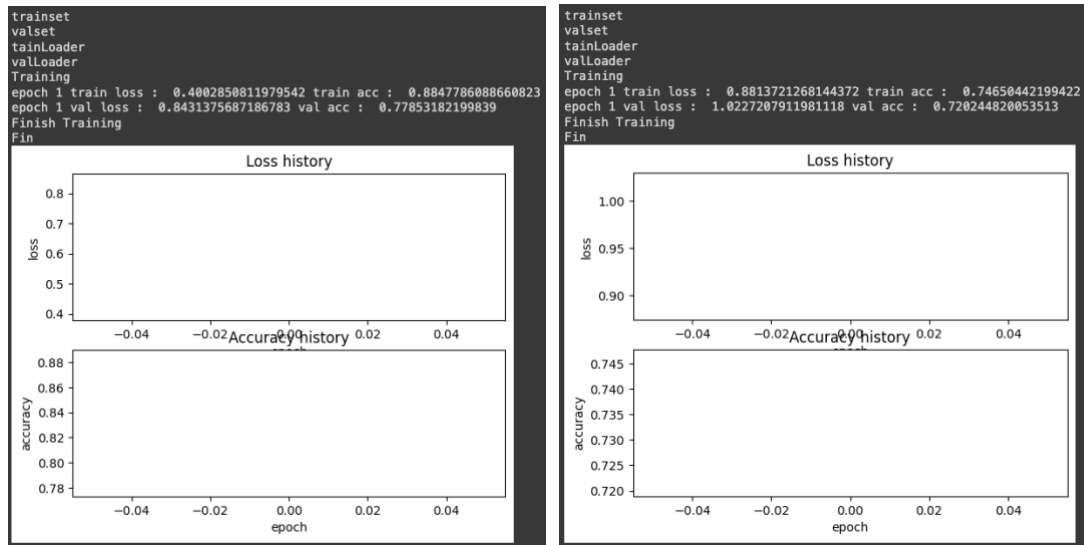 trainset
valset
tainLoader
valLoader
Training
epoch 1 train loss :  0.4002850811979542 train acc :  0.8847786088660823
epoch 1 val loss :  0.8431375687186783 val acc :  0.77853182199839
Finish Training
Fin
Loss history
0.8
0.7
0.6
0.5
0.4
loss
−0.04 −0.02 0.00 0.02 0.04
epoch
Accuracy history
0.88
0.86
0.84
0.82
0.80
0.78
accuracy
−0.04 −0.02 0.00 0.02 0.04
epoch
trainset
valset
tainLoader
valLoader
Training
epoch 1 train loss :  0.8813721268144372 train acc :  0.74650442199422
epoch 1 val loss :  1.0227207911981118 val acc :  0.720244820053513
Finish Training
Fin
Loss history
1.00
0.95
0.90
loss
−0.04 −0.02 0.00 0.02 0.04
epoch
Accuracy history
0.745
0.740
0.735
0.730
0.725
0.720
accuracy
−0.04 −0.02 0.00 0.02 0.04
epoch